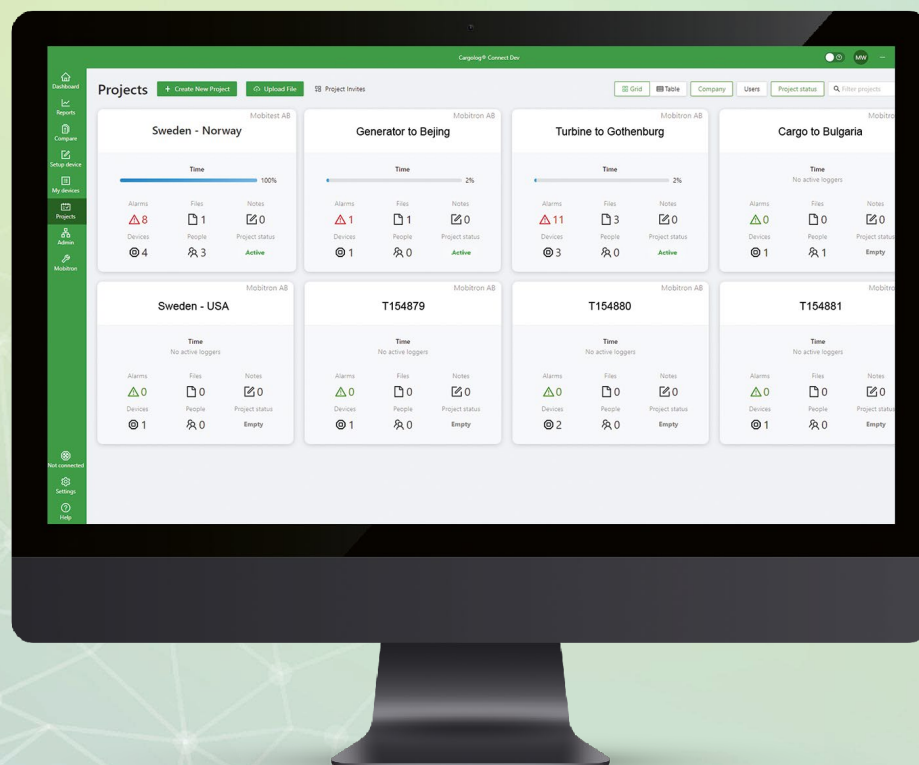 Cargolog® Connect Dev
MW
Dashboard
Reports
Compare
Setup device
My devices
Projects
Admin
Mobitron
Not connected
Settings
Help
Projects
+ Create New Project
Upload File
Project Invites
Grid
Table
Company
Users
Project status
Filter projects
Mobitest AB
Sweden - Norway
Time
100%
Alarms Files Notes
8 1 0
Devices People Project status
4 3 Active
Mobitron AB
Generator to Bejing
Time
2%
Alarms Files Notes
1 1 0
Devices People Project status
1 0 Active
Mobitron AB
Turbine to Gothenburg
Time
2%
Alarms Files Notes
11 3 0
Devices People Project status
3 0 Active
Mobitro
Cargo to Bulgaria
Time
No active loggers
Alarms Files Notes
0 0 0
Devices People Project status
1 1 Empty
Mobitron AB
Sweden - USA
Time
No active loggers
Alarms Files Notes
0 0 0
Devices People Project status
1 0 Empty
Mobitron AB
T154879
Time
No active loggers
Alarms Files Notes
0 0 0
Devices People Project status
1 0 Empty
Mobitron AB
T154880
Time
No active loggers
Alarms Files Notes
0 0 0
Devices People Project status
2 0 Empty
Mobitro
T154881
Time
No active loggers
Alarms Files Notes
0 0 0
Devices People Project status
1 0 Empty